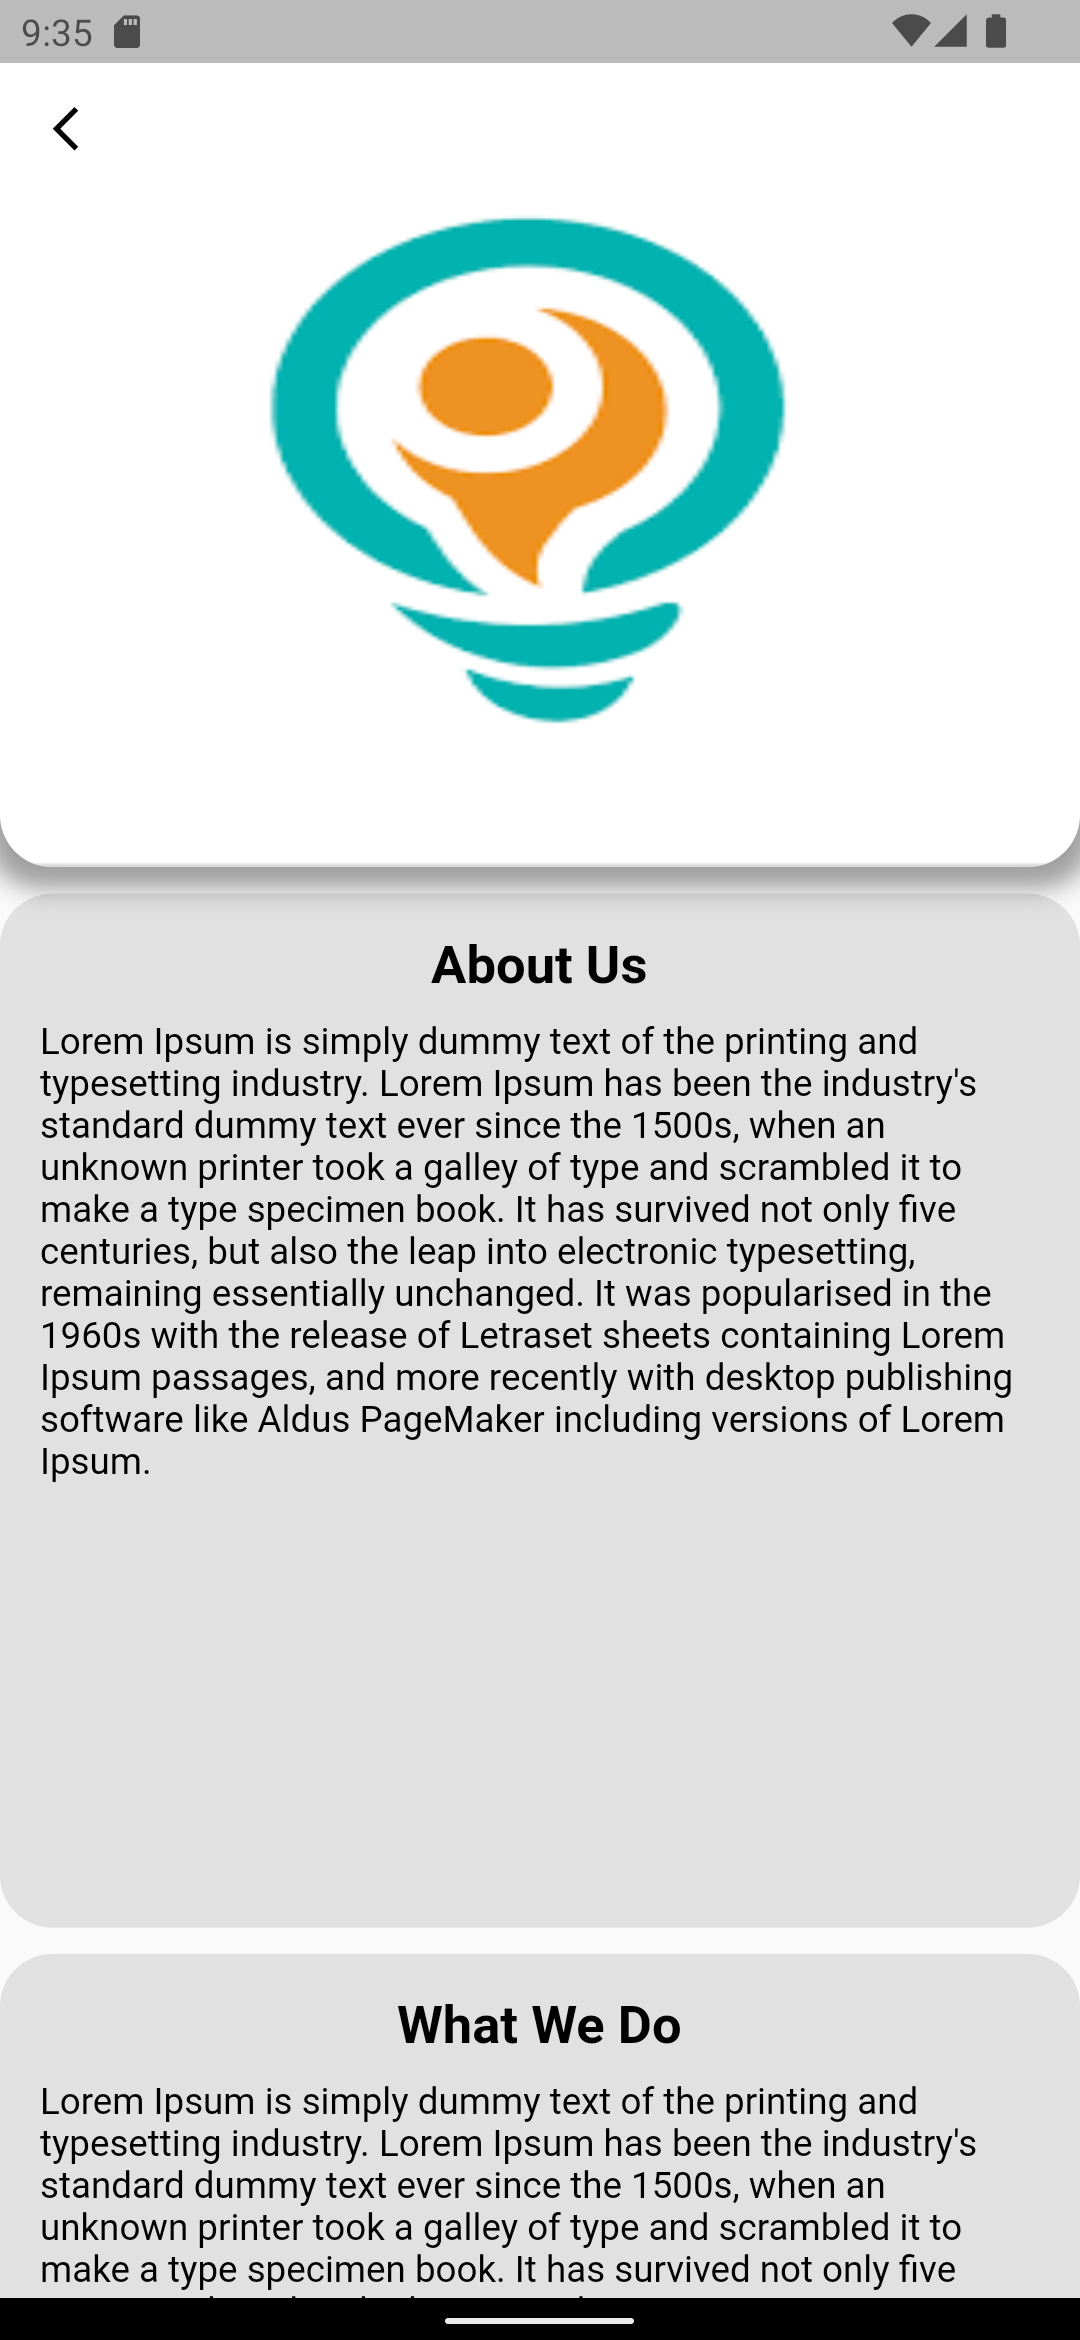 9:35
About Us
Lorem Ipsum is simply dummy text of the printing and
typesetting industry. Lorem Ipsum has been the industry's
standard dummy text ever since the 1500s, when an
unknown printer took a galley of type and scrambled it to
make a type specimen book. It has survived not only five
centuries, but also the leap into electronic typesetting,
remaining essentially unchanged. It was popularised in the
1960s with the release of Letraset sheets containing Lorem
Ipsum passages, and more recently with desktop publishing
software like Aldus PageMaker including versions of Lorem
Ipsum.
What We Do
Lorem Ipsum is simply dummy text of the printing and
typesetting industry. Lorem Ipsum has been the industry's
standard dummy text ever since the 1500s, when an
unknown printer took a galley of type and scrambled it to
make a type specimen book. It has survived not only five